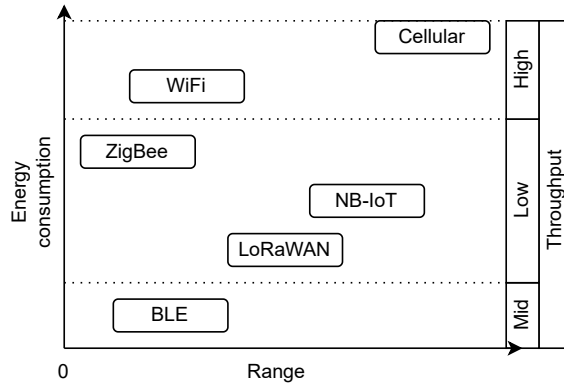 Cellular
WiFi
ZigBee
NB-IoT
LoRaWAN
BLE
Energy
consumption
High
Low
Mid
Throughput
0
Range